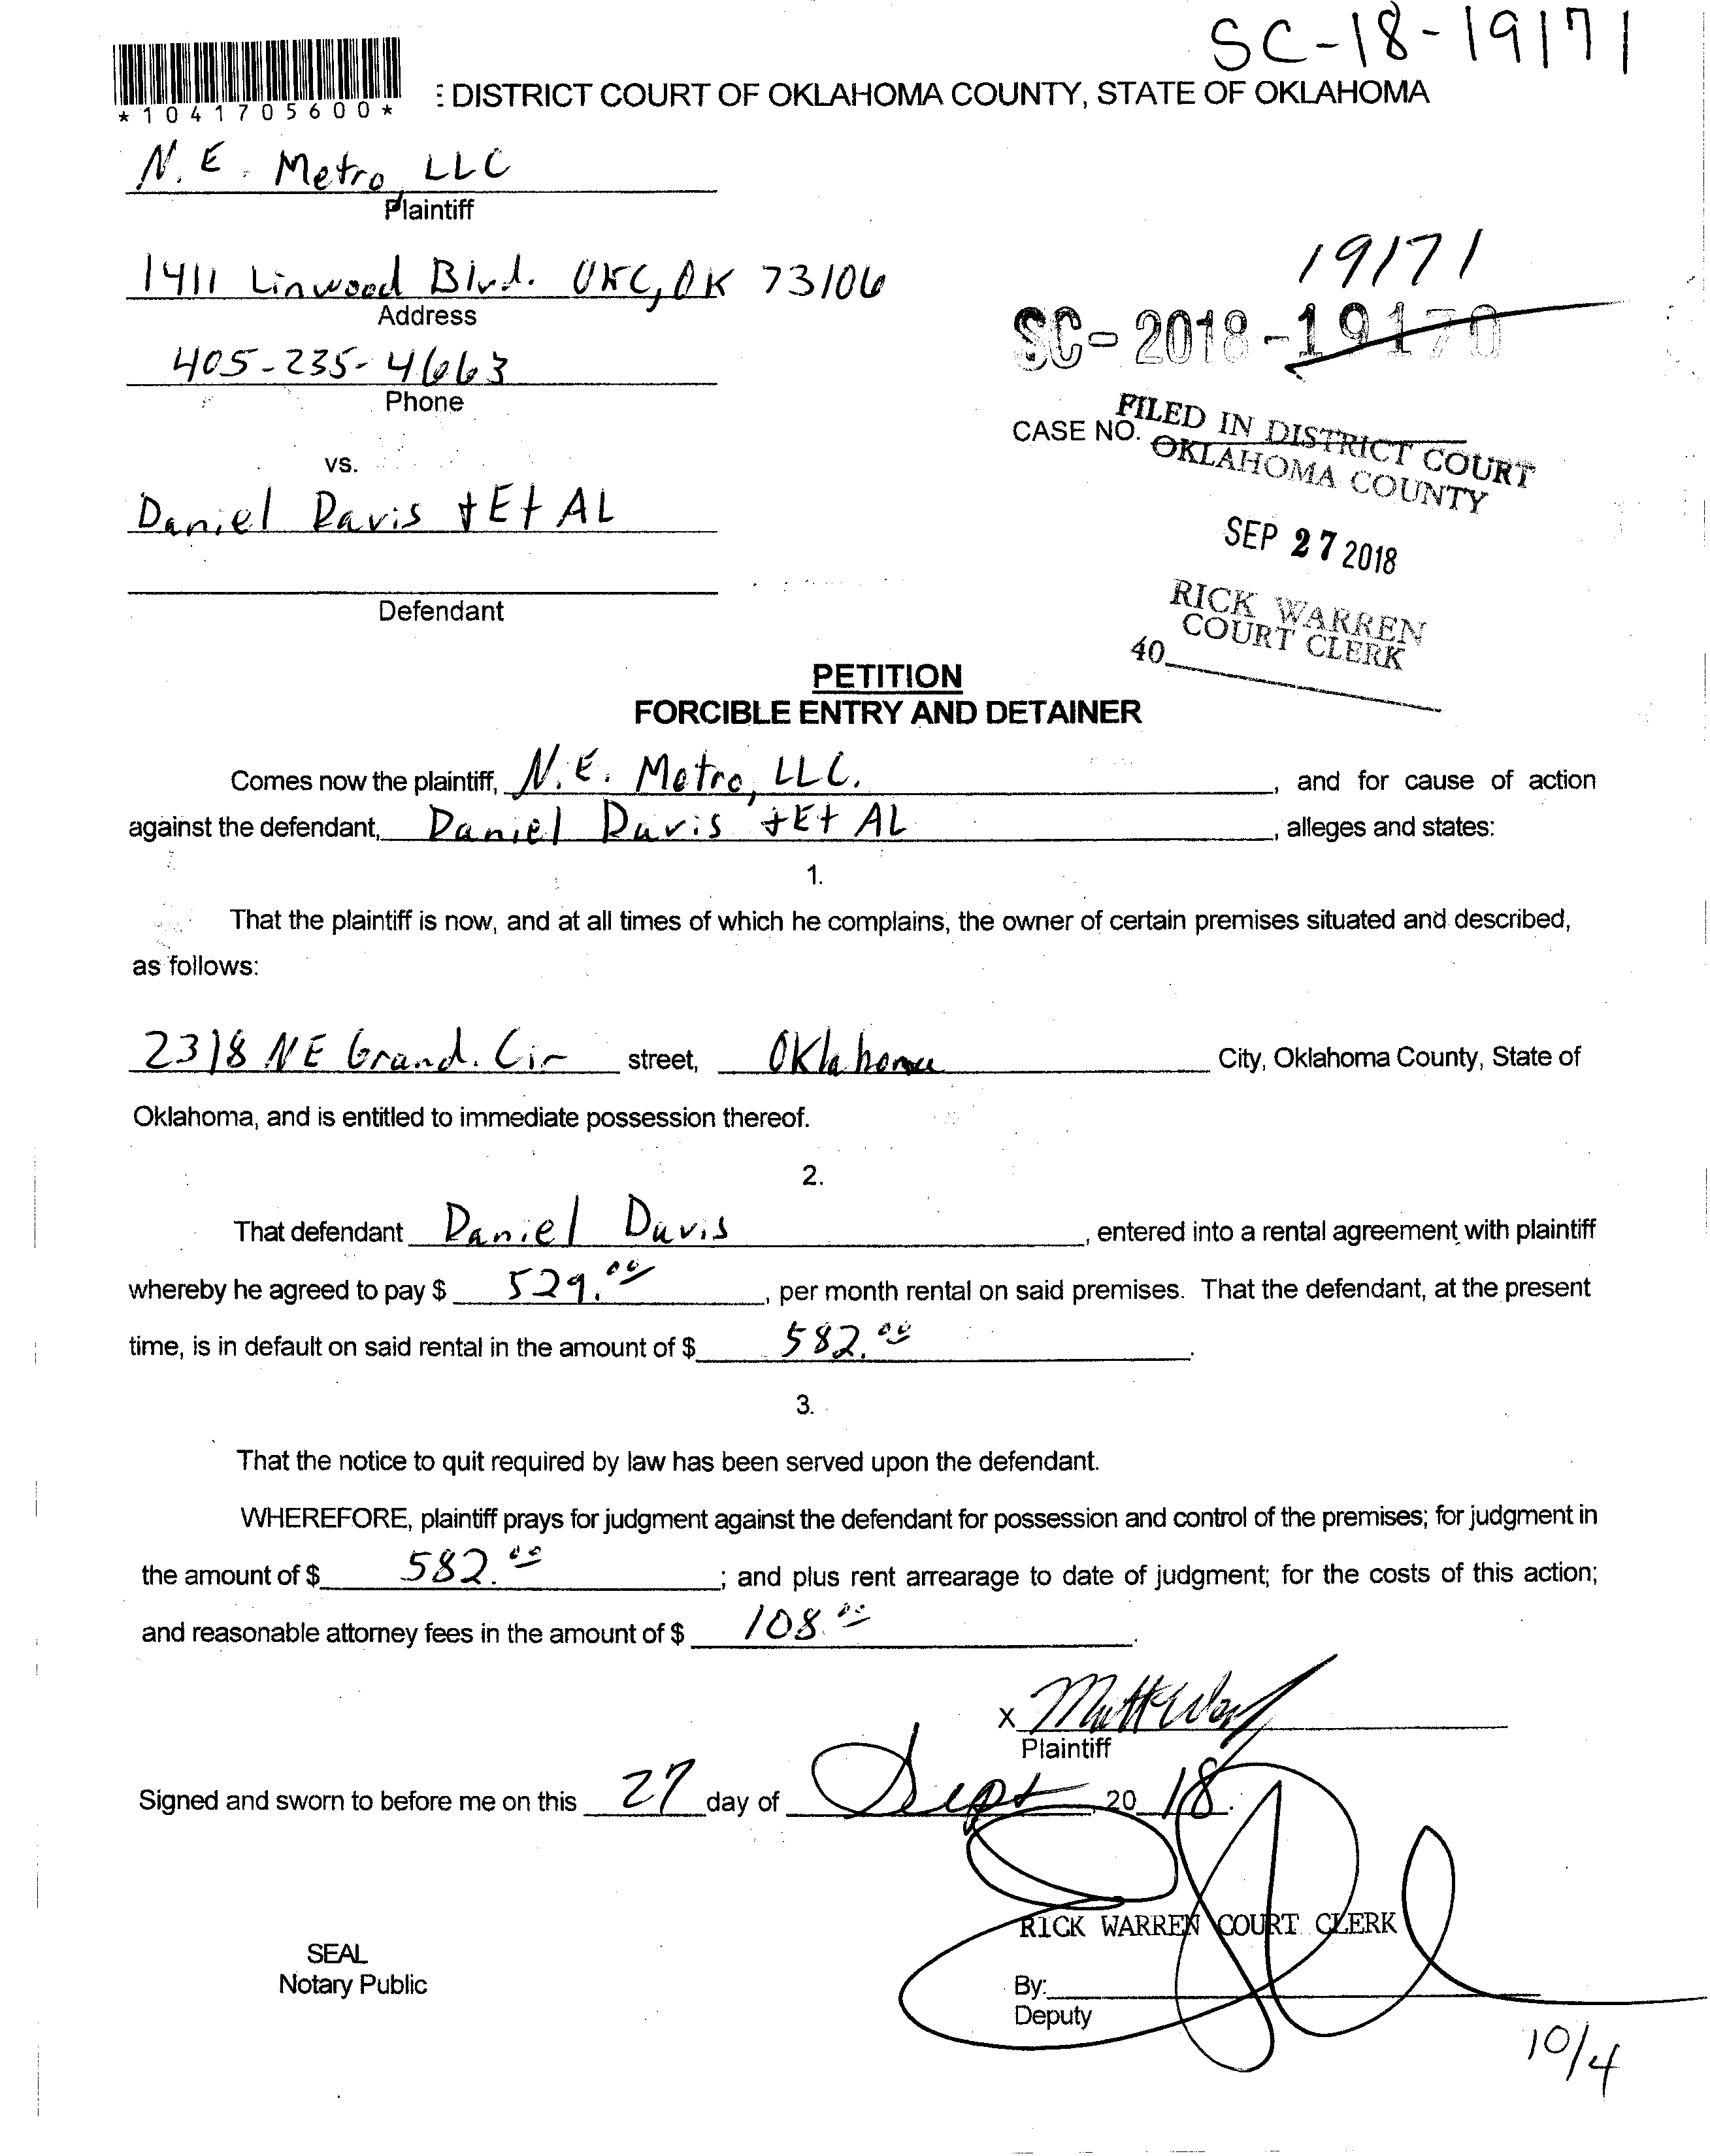 SC-18-19171
*1041705600*
: DISTRICT COURT OF OKLAHOMA COUNTY, STATE OF OKLAHOMA
N.E. Metro, LLC
Plaintiff
1411 Linwood Blvd. OKC, OK 73106
Address
405-235-4663
Phone
19171
SC-2018-19170
CASE NO.
FILED IN DISTRICT COURT
OKLAHOMA COUNTY
SEP 27 2018
RICK WARREN
COURT CLERK
40
vs.
Daniel Davis + Et AL
Defendant
PETITION
FORCIBLE ENTRY AND DETAINER
Comes now the plaintiff, N.E. Metro, LLC. , and for cause of action
against the defendant, Daniel Davis + Et AL , alleges and states:
1.
That the plaintiff is now, and at all times of which he complains, the owner of certain premises situated and described,
as follows:
2318 NE Grand. Cir street, Oklahoma City, Oklahoma County, State of
Oklahoma, and is entitled to immediate possession thereof.
2.
That defendant Daniel Davis , entered into a rental agreement with plaintiff
whereby he agreed to pay $ 529.00 , per month rental on said premises. That the defendant, at the present
time, is in default on said rental in the amount of $ 582.00 .
3.
That the notice to quit required by law has been served upon the defendant.
WHEREFORE, plaintiff prays for judgment against the defendant for possession and control of the premises; for judgment in
the amount of $ 582.00 ; and plus rent arrearage to date of judgment; for the costs of this action;
and reasonable attorney fees in the amount of $ 108.00 .
X
Plaintiff
Signed and sworn to before me on this 27 day of Sept , 20 18.
RICK WARREN COURT CLERK
SEAL
Notary Public
By:
Deputy
10/4